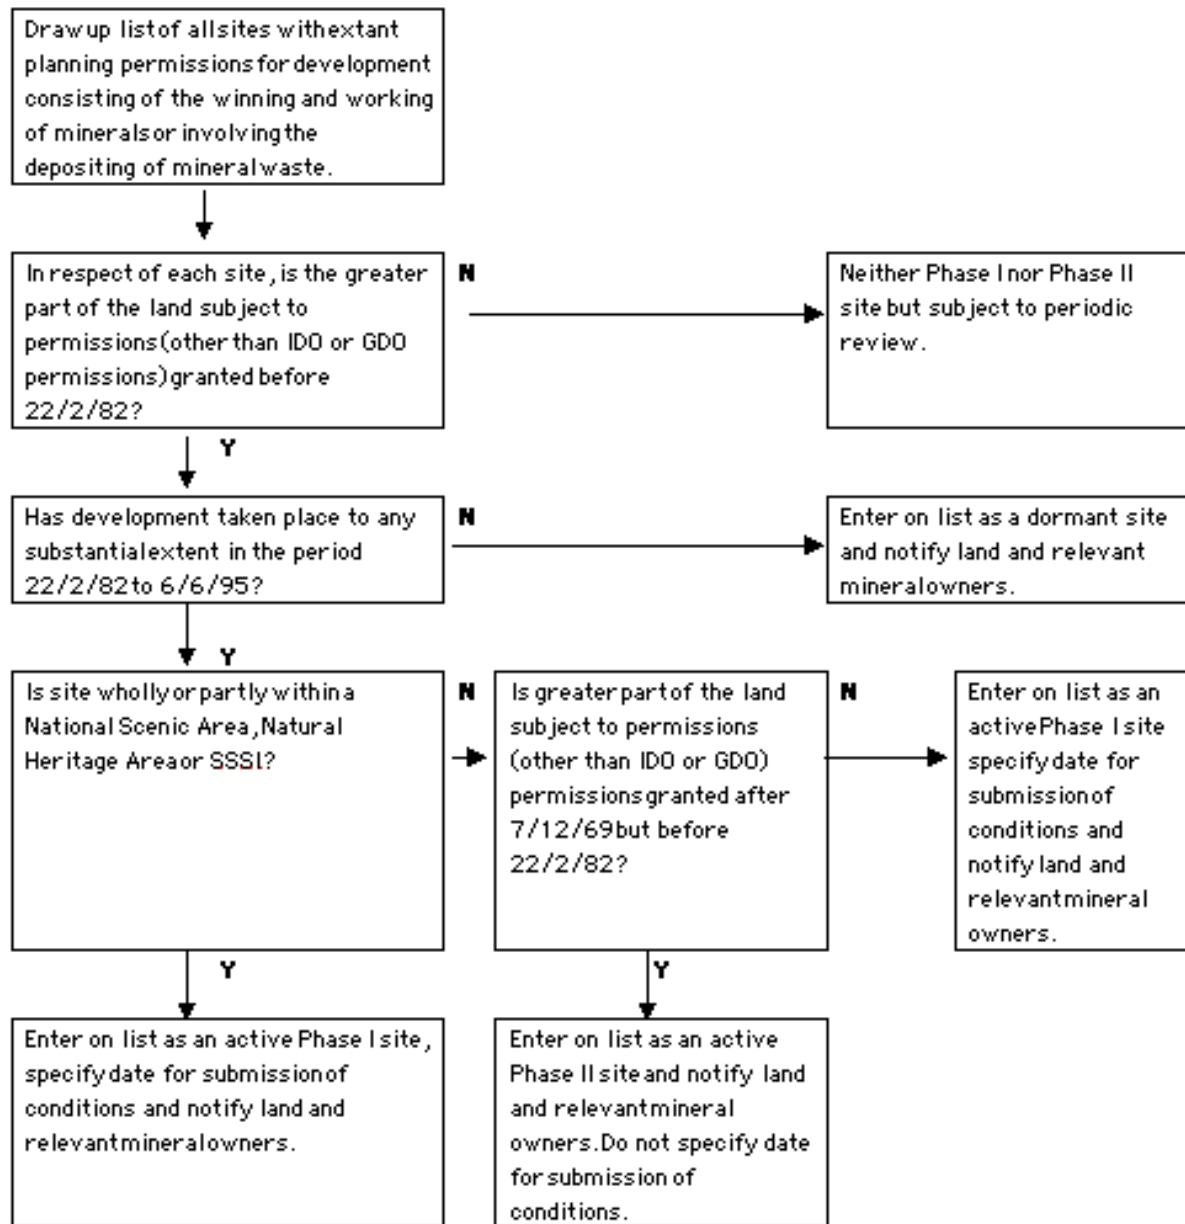 Draw up list of all sites with extant
planning permissions for development
consisting of the winning and working
of minerals or involving the
depositing of mineral waste.
In respect of each site, is the greater
part of the land subject to
permissions (other than IDO or GDO
permissions) granted before
22/2/82?
N
Neither Phase I nor Phase II
site but subject to periodic
review.
Y
Has development taken place to any
substantial extent in the period
22/2/82 to 6/6/95?
N
Enter on list as a dormant site
and notify land and relevant
mineral owners.
Y
Is site wholly or partly within a
National Scenic Area, Natural
Heritage Area or SSSI?
N
Is greater part of the land
subject to permissions
(other than IDO or GDO)
permissions granted after
7/12/69 but before
22/2/82?
N
Enter on list as an
active Phase I site
specify date for
submission of
conditions and
notify land and
relevant mineral
owners.
Y
Y
Enter on list as an active Phase I site,
specify date for submission of
conditions and notify land and
relevant mineral owners.
Enter on list as an active
Phase II site and notify land
and relevant mineral
owners. Do not specify date
for submission of
conditions.